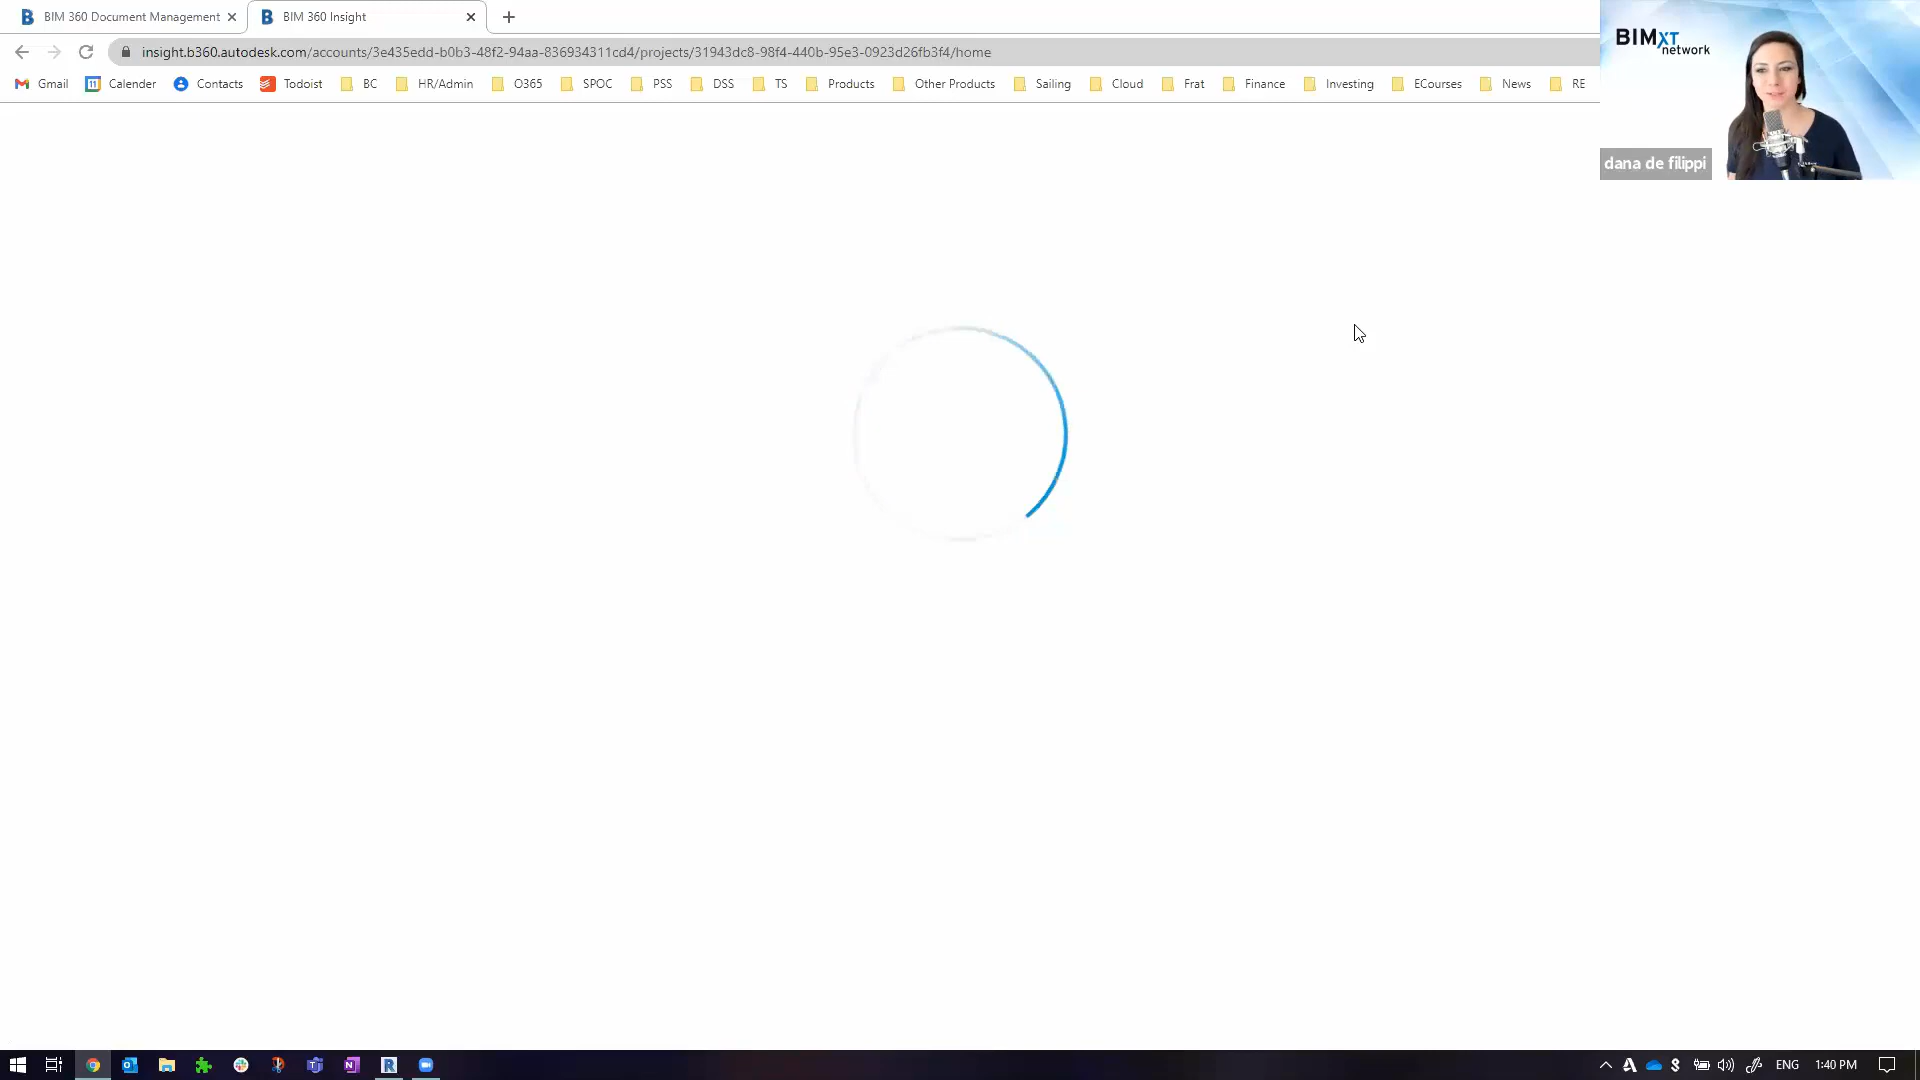 BIM 360 Document Management
BIM 360 Insight
insight.b360.autodesk.com/accounts/3e435edd-b0b3-48f2-94aa-836934311cd4/projects/31943dc8-98f4-440b-95e3-0923d26fb3f4/home
Gmail 11 Calender Contacts Todoist BC HR/Admin O365 SPOC PSS DSS TS Products Other Products Sailing Cloud Frat Finance Investing ECourses News RE
BIMXT
network
dana de filippi
ENG 1:40 PM